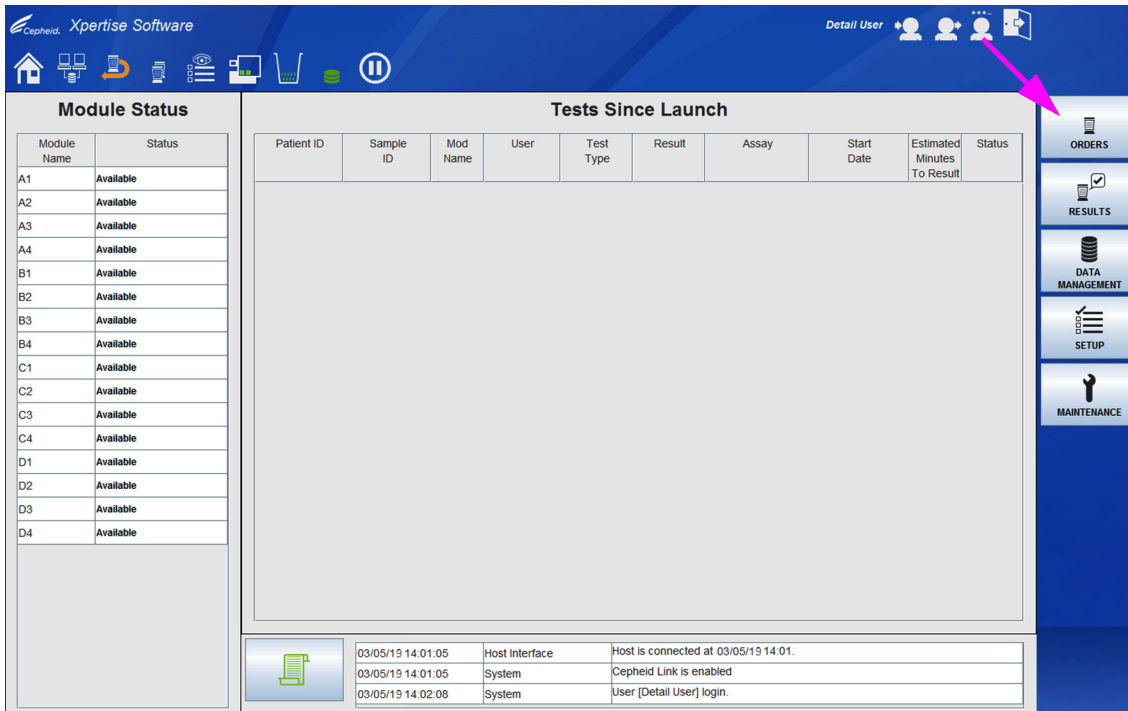 Cepheid. Xpertise Software
Detail User
Module Status
Module Name
Status
A1 Available
A2 Available
A3 Available
A4 Available
B1 Available
B2 Available
B3 Available
B4 Available
C1 Available
C2 Available
C3 Available
C4 Available
D1 Available
D2 Available
D3 Available
D4 Available
Tests Since Launch
Patient ID
Sample ID
Mod Name
User
Test Type
Result
Assay
Start Date
Estimated Minutes To Result
Status
03/05/19 14:01:05 Host Interface Host is connected at 03/05/19 14:01.
03/05/19 14:01:05 System Cepheid Link is enabled
03/05/19 14:02:08 System User [Detail User] login.
ORDERS
RESULTS
DATA
MANAGEMENT
SETUP
MAINTENANCE